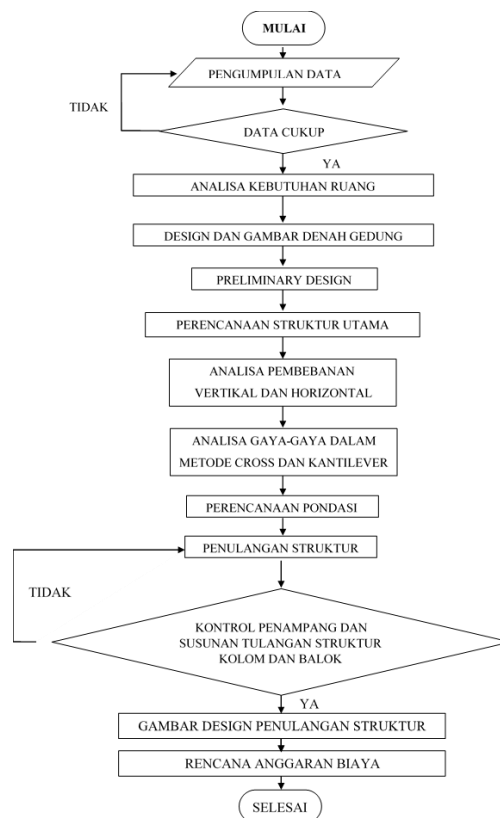 MULAI
PENGUMPULAN DATA
TIDAK
DATA CUKUP
YA
ANALISA KEBUTUHAN RUANG
DESIGN DAN GAMBAR DENAH GEDUNG
PRELIMINARY DESIGN
PERENCANAAN STRUKTUR UTAMA
ANALISA PEMBEBANAN
VERTIKAL DAN HORIZONTAL
ANALISA GAYA-GAYA DALAM
METODE CROSS DAN KANTILEVER
PERENCANAAN PONDASI
PENULANGAN STRUKTUR
TIDAK
KONTROL PENAMPANG DAN
SUSUNAN TULANGAN STRUKTUR
KOLOM DAN BALOK
YA
GAMBAR DESIGN PENULANGAN STRUKTUR
RENCANA ANGGARAN BIAYA
SELESAI